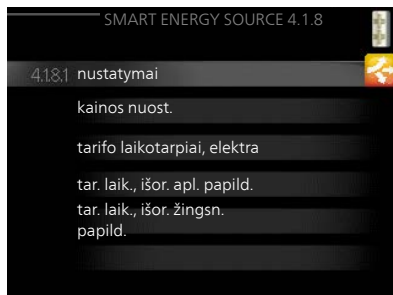 SMART ENERGY SOURCE 4.1.8
4.1.8.1 nustatymai
kainos nuost.
tarifo laikotarpiai, elektra
tar. laik., išor. apl. papild.
tar. laik., išor. žingsn.
papild.